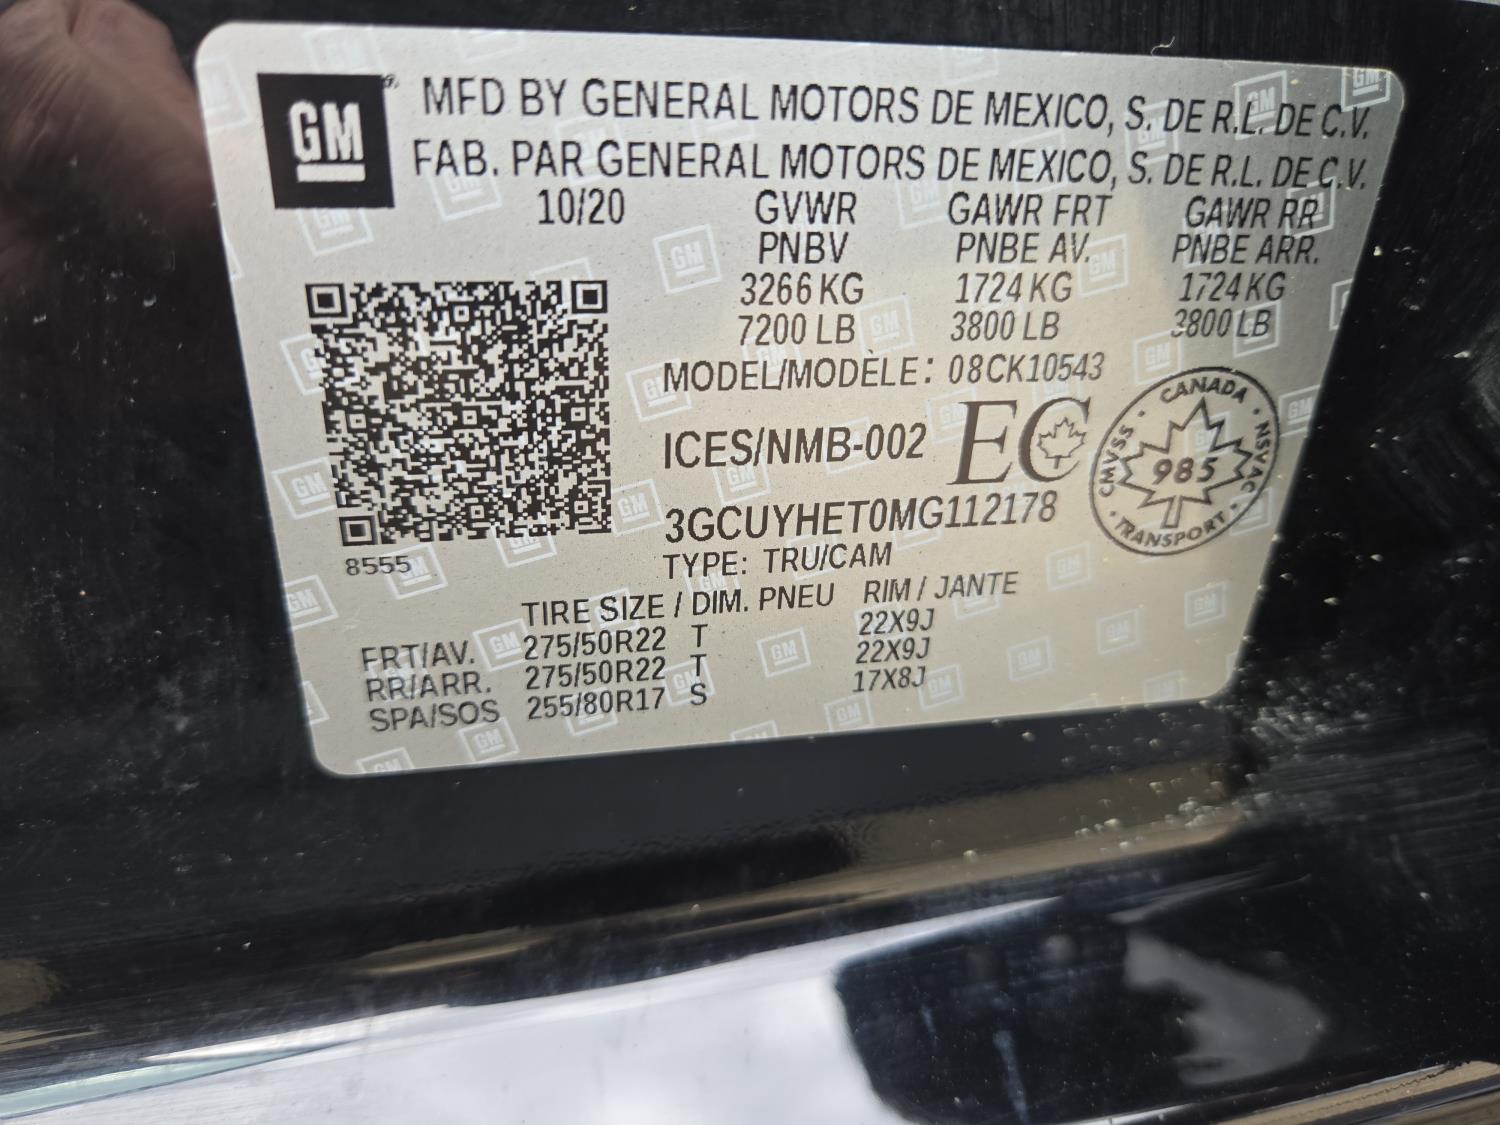 GM
MFD BY GENERAL MOTORS DE MEXICO, S. DE R.L. DE C.V.
FAB. PAR GENERAL MOTORS DE MEXICO, S. DE R.L. DE C.V.
10/20 GVWR GAWR FRT GAWR RR
PNBV PNBE AV. PNBE ARR.
3266 KG 1724 KG 1724 KG
7200 LB 3800 LB 3800 LB
MODEL/MODÈLE: 08CK10543
ICES/NMB-002 EC
CANADA
CMVSS 985 NSVAC
TRANSPORT
3GCUYHET0MG112178
8555 TYPE: TRU/CAM
TIRE SIZE / DIM. PNEU RIM / JANTE
FRT/AV. 275/50R22 T 22X9J
RR/ARR. 275/50R22 T 22X9J
SPA/SOS 255/80R17 S 17X8J